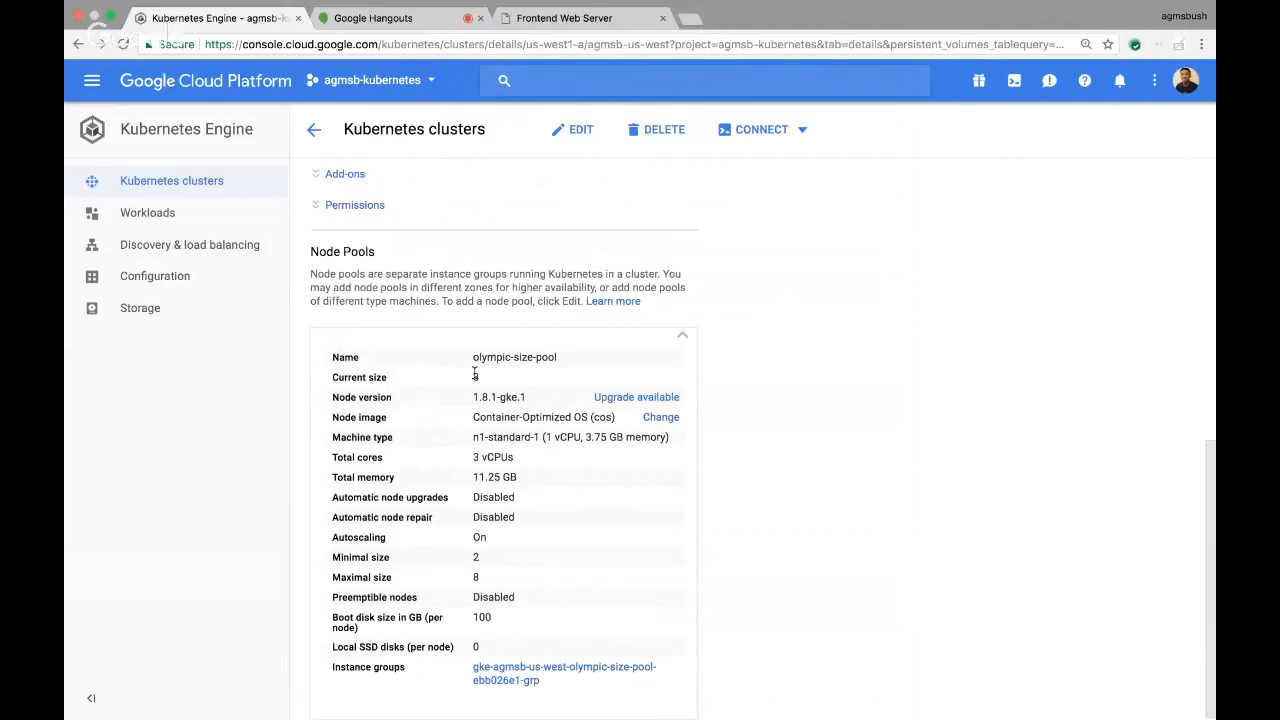 Kubernetes Engine - agmsb-k
Google Hangouts
Frontend Web Server
agmsbush
Google
Secure
https://console.cloud.google.com/kubernetes/clusters/details/us-west1-a/agmsb-us-west?project=agmsb-kubernetes&tab=details&persistent_volumes_tablequery=...
Google Cloud Platform
agmsb-kubernetes
Kubernetes Engine
Kubernetes clusters
EDIT
DELETE
CONNECT
Kubernetes clusters
Workloads
Discovery & load balancing
Configuration
Storage
Add-ons
Permissions
Node Pools
Node pools are separate instance groups running Kubernetes in a cluster. You
may add node pools in different zones for higher availability, or add node pools
of different type machines. To add a node pool, click Edit. Learn more
Name olympic-size-pool
Current size
Node version 1.8.1-gke.1 Upgrade available
Node image Container-Optimized OS (cos) Change
Machine type n1-standard-1 (1 vCPU, 3.75 GB memory)
Total cores 3 vCPUs
Total memory 11.25 GB
Automatic node upgrades Disabled
Automatic node repair Disabled
Autoscaling On
Minimal size 2
Maximal size 8
Preemptible nodes Disabled
Boot disk size in GB (per 100
node)
Local SSD disks (per node) 0
Instance groups gke-agmsb-us-west-olympic-size-pool-
ebb026e1-grp